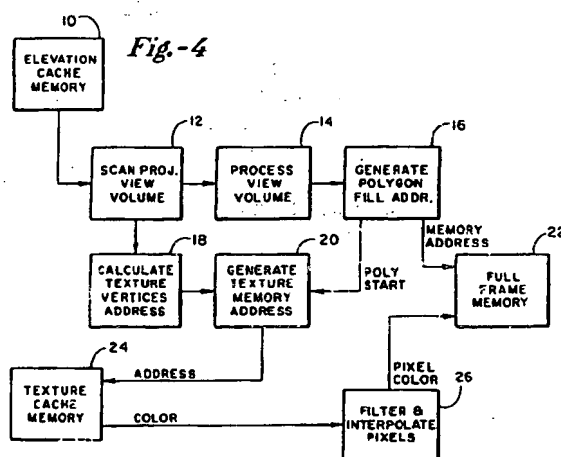 10
Fig.-4
ELEVATION
CACHE
MEMORY
12
14
16
SCAN PROJ.
VIEW
VOLUME
PROCESS
VIEW
VOLUME
GENERATE
POLYGON
FILL ADDR.
MEMORY
ADDRESS
18
20
22
CALCULATE
TEXTURE
VERTICES
ADDRESS
GENERATE
TEXTURE
MEMORY
ADDRESS
POLY
START
FULL
FRAME
MEMORY
24
ADDRESS
PIXEL
COLOR
26
TEXTURE
CACHE
MEMORY
COLOR
FILTER &
INTERPOLATE
PIXELS